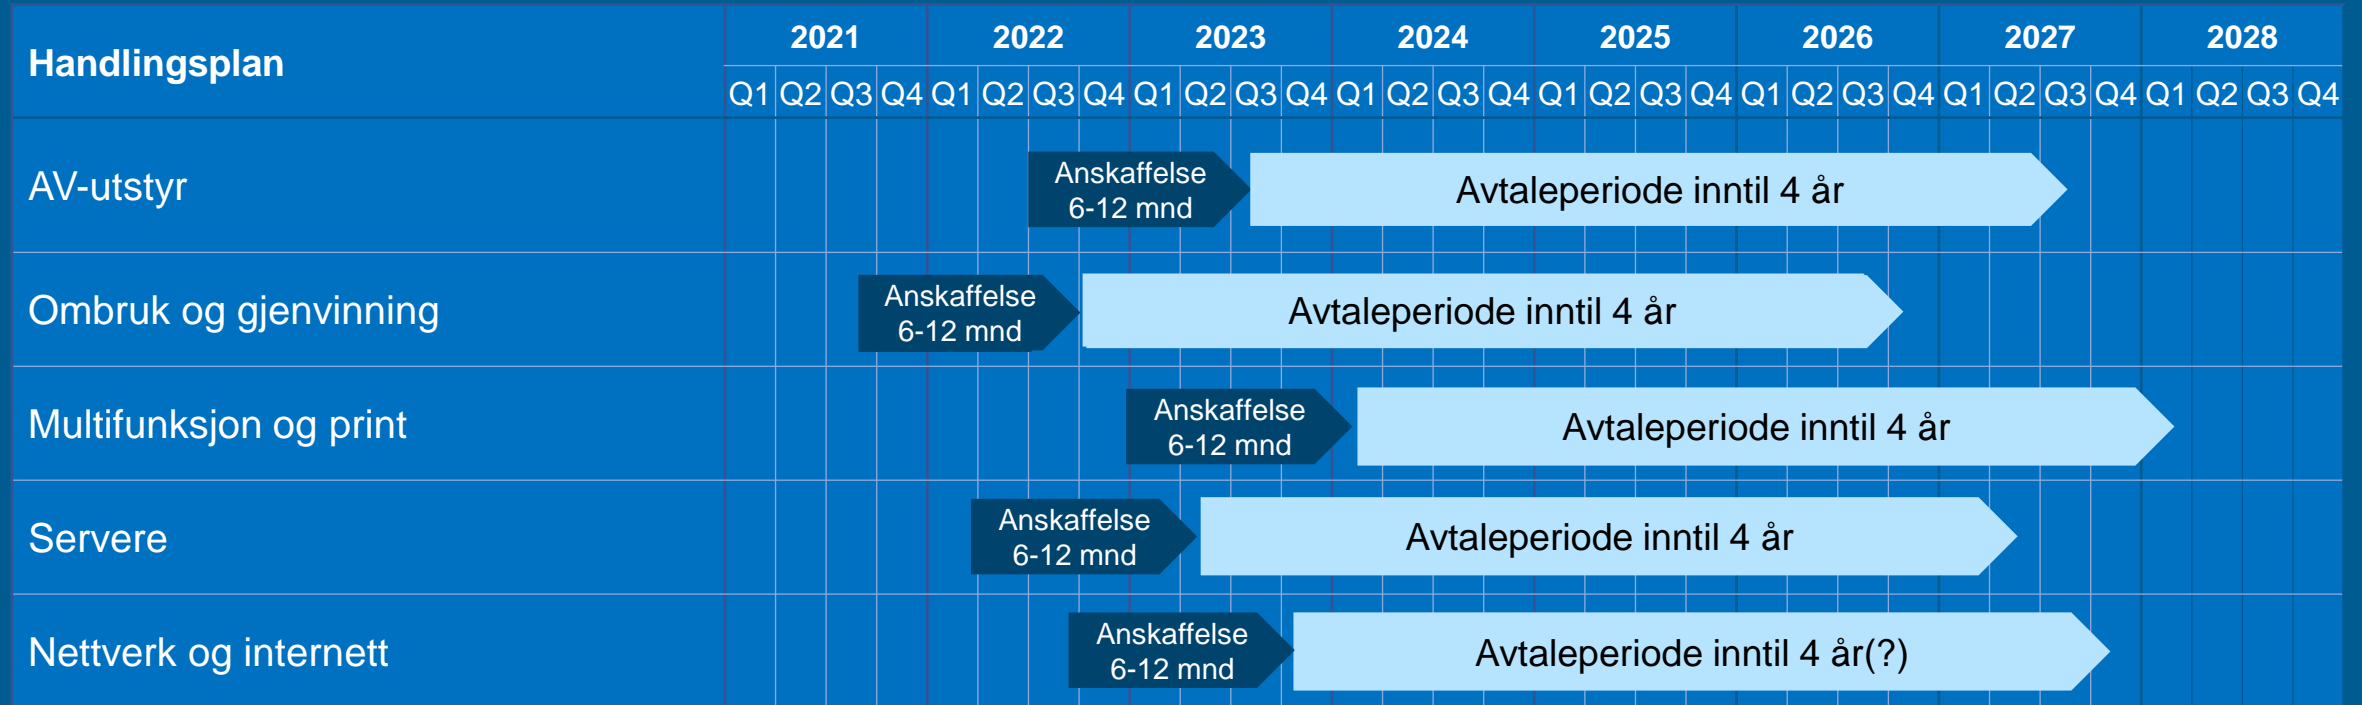 Handlingsplan
2021 2022 2023 2024 2025 2026 2027 2028
Q1 Q2 Q3 Q4 Q1 Q2 Q3 Q4 Q1 Q2 Q3 Q4 Q1 Q2 Q3 Q4 Q1 Q2 Q3 Q4 Q1 Q2 Q3 Q4 Q1 Q2 Q3 Q4 Q1 Q2 Q3 Q4
AV-utstyr
Anskaffelse
6-12 mnd
Avtaleperiode inntil 4 år
Ombruk og gjenvinning
Anskaffelse
6-12 mnd
Avtaleperiode inntil 4 år
Multifunksjon og print
Anskaffelse
6-12 mnd
Avtaleperiode inntil 4 år
Servere
Anskaffelse
6-12 mnd
Avtaleperiode inntil 4 år
Nettverk og internett
Anskaffelse
6-12 mnd
Avtaleperiode inntil 4 år(?)